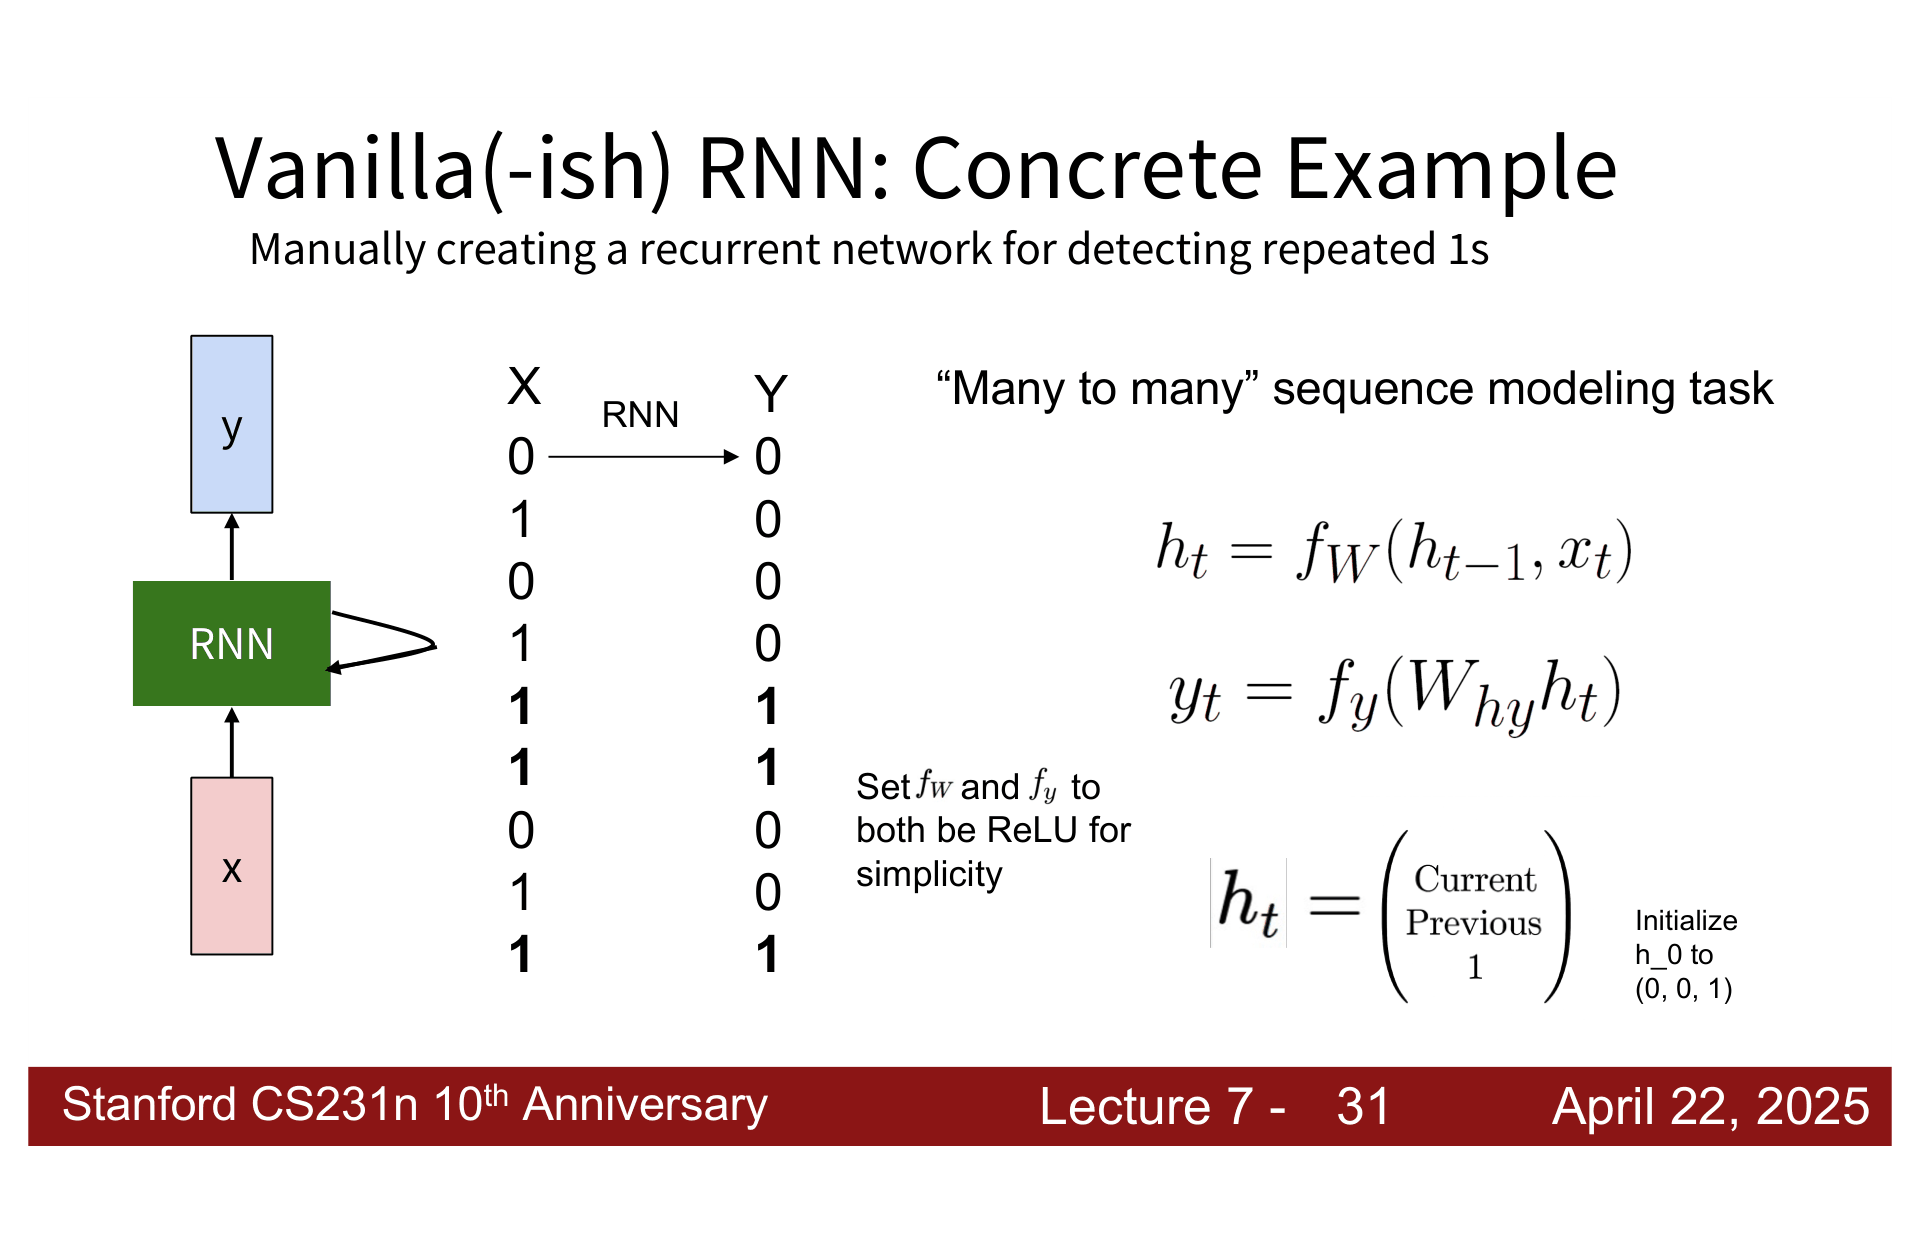 Vanilla(-ish) RNN: Concrete Example
Manually creating a recurrent network for detecting repeated 1s
y
RNN
x
X
RNN
Y
0 0
1 0
0 0
1 0
1 1
1 1
0 0
1 0
1 1
“Many to many” sequence modeling task
h_t = f_W(h_{t-1}, x_t)
y_t = f_y(W_{hy}h_t)
Set f_W and f_y to
both be ReLU for
simplicity
h_t = ( Current
Previous
1 )
Initialize
h_0 to
(0, 0, 1)
Stanford CS231n 10th Anniversary
Lecture 7 - 31
April 22, 2025